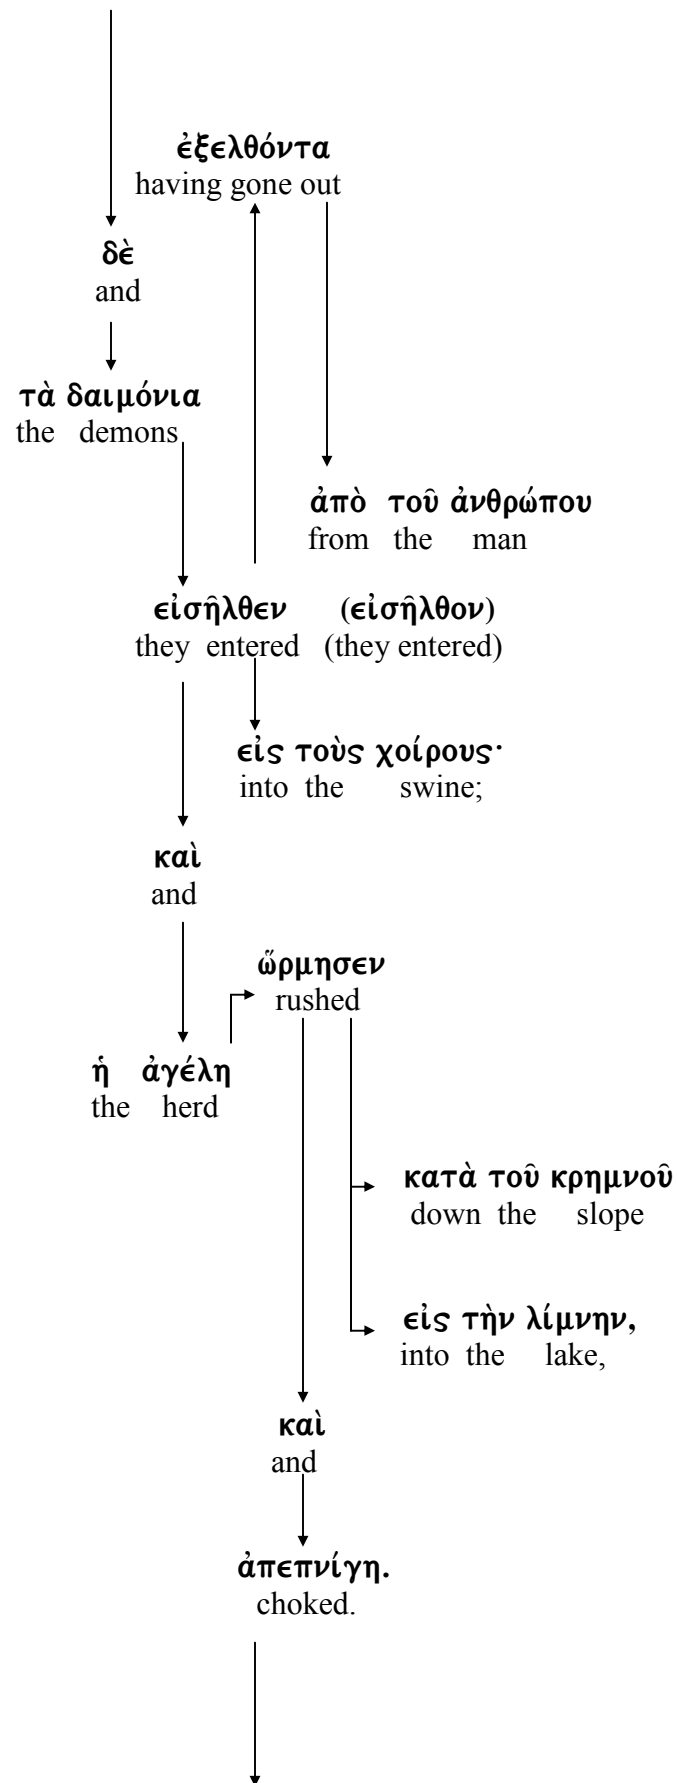 ἐξελθόντα
having gone out
δὲ
and
τὰ δαιμόνια
the demons
ἀπὸ τοῦ ἀνθρώπου
from the man
εἰσῆλθεν (εἰσῆλθον)
they entered (they entered)
εἰς τοὺς χοίρους·
into the swine;
καὶ
and
ὥρμησεν
rushed
ἡ ἀγέλη
the herd
κατὰ τοῦ κρημνοῦ
down the slope
εἰς τὴν λίμνην,
into the lake,
καὶ
and
ἀπεπνίγη.
choked.